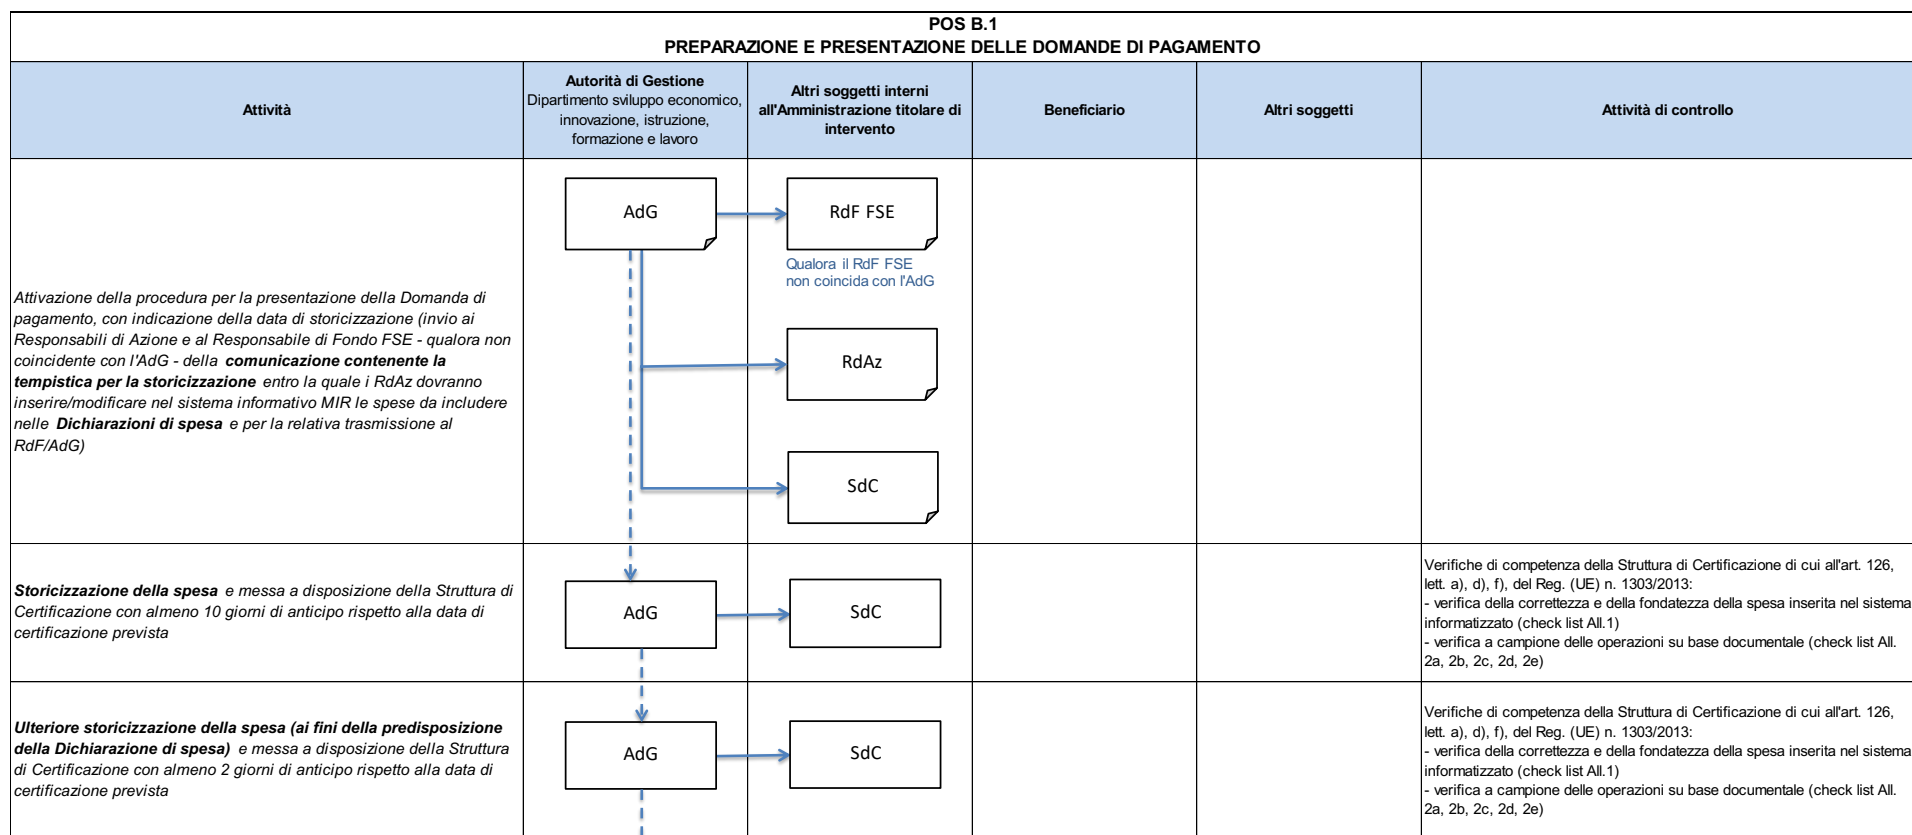 POS B.1
PREPARAZIONE E PRESENTAZIONE DELLE DOMANDE DI PAGAMENTO
Attività
Autorità di Gestione
Dipartimento sviluppo economico,
innovazione, istruzione,
formazione e lavoro
Altri soggetti interni
all'Amministrazione titolare di
intervento
Beneficiario
Altri soggetti
Attività di controllo
Attivazione della procedura per la presentazione della Domanda di
pagamento, con indicazione della data di storicizzazione (invio ai
Responsabili di Azione e al Responsabile di Fondo FSE - qualora non
coincidente con l'AdG - della comunicazione contenente la
tempistica per la storicizzazione entro la quale i RdAz dovranno
inserire/modificare nel sistema informativo MIR le spese da includere
nelle Dichiarazioni di spesa e per la relativa trasmissione al
RdF/AdG)
AdG
RdF FSE
Qualora il RdF FSE
non coincida con l'AdG
RdAz
SdC
Storicizzazione della spesa e messa a disposizione della Struttura di
Certificazione con almeno 10 giorni di anticipo rispetto alla data di
certificazione prevista
AdG
SdC
Verifiche di competenza della Struttura di Certificazione di cui all'art. 126,
lett. a), d), f), del Reg. (UE) n. 1303/2013:
- verifica della correttezza e della fondatezza della spesa inserita nel sistema
informatizzato (check list All.1)
- verifica a campione delle operazioni su base documentale (check list All.
2a, 2b, 2c, 2d, 2e)
Ulteriore storicizzazione della spesa (ai fini della predisposizione
della Dichiarazione di spesa) e messa a disposizione della Struttura
di Certificazione con almeno 2 giorni di anticipo rispetto alla data di
certificazione prevista
AdG
SdC
Verifiche di competenza della Struttura di Certificazione di cui all'art. 126,
lett. a), d), f), del Reg. (UE) n. 1303/2013:
- verifica della correttezza e della fondatezza della spesa inserita nel sistema
informatizzato (check list All.1)
- verifica a campione delle operazioni su base documentale (check list All.
2a, 2b, 2c, 2d, 2e)